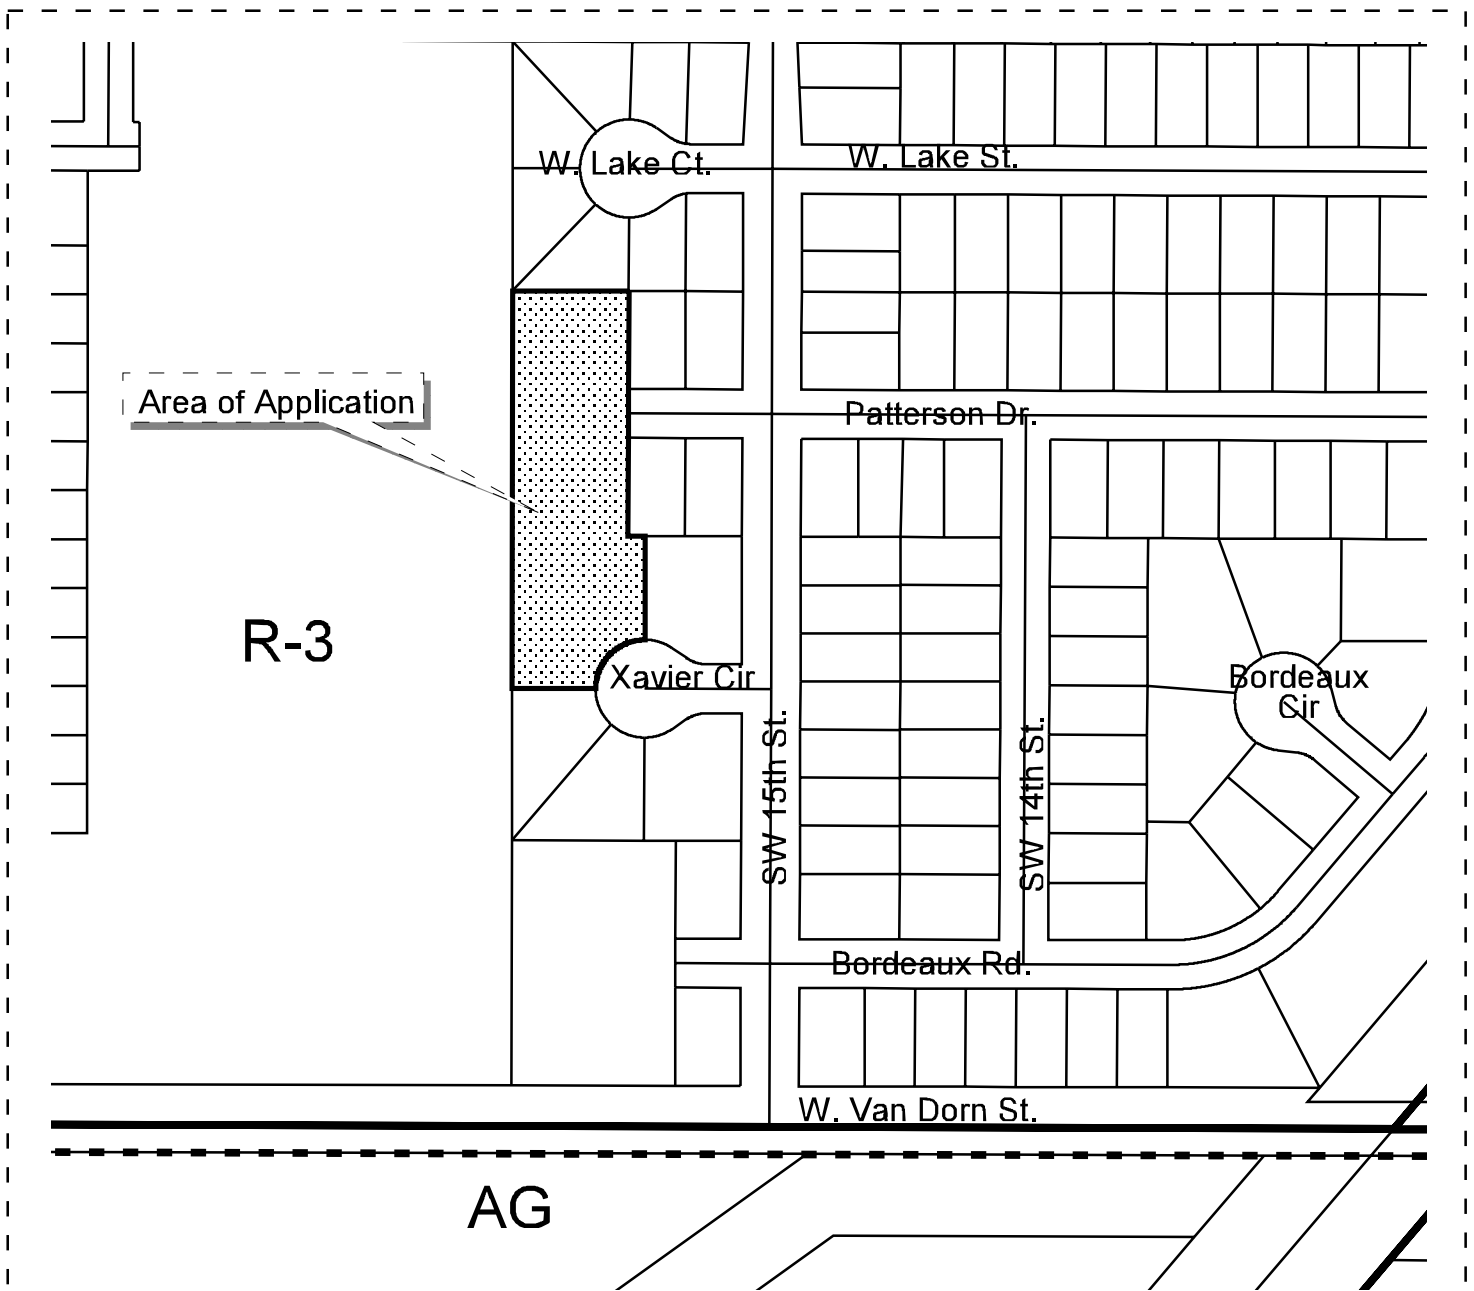 W. Lake Ct.
W. Lake St.
Area of Application
Patterson Dr.
R-3
Xavier Cir
Bordeaux
Cir
SW 15th St.
SW 14th St.
Bordeaux Rd.
W. Van Dorn St.
AG